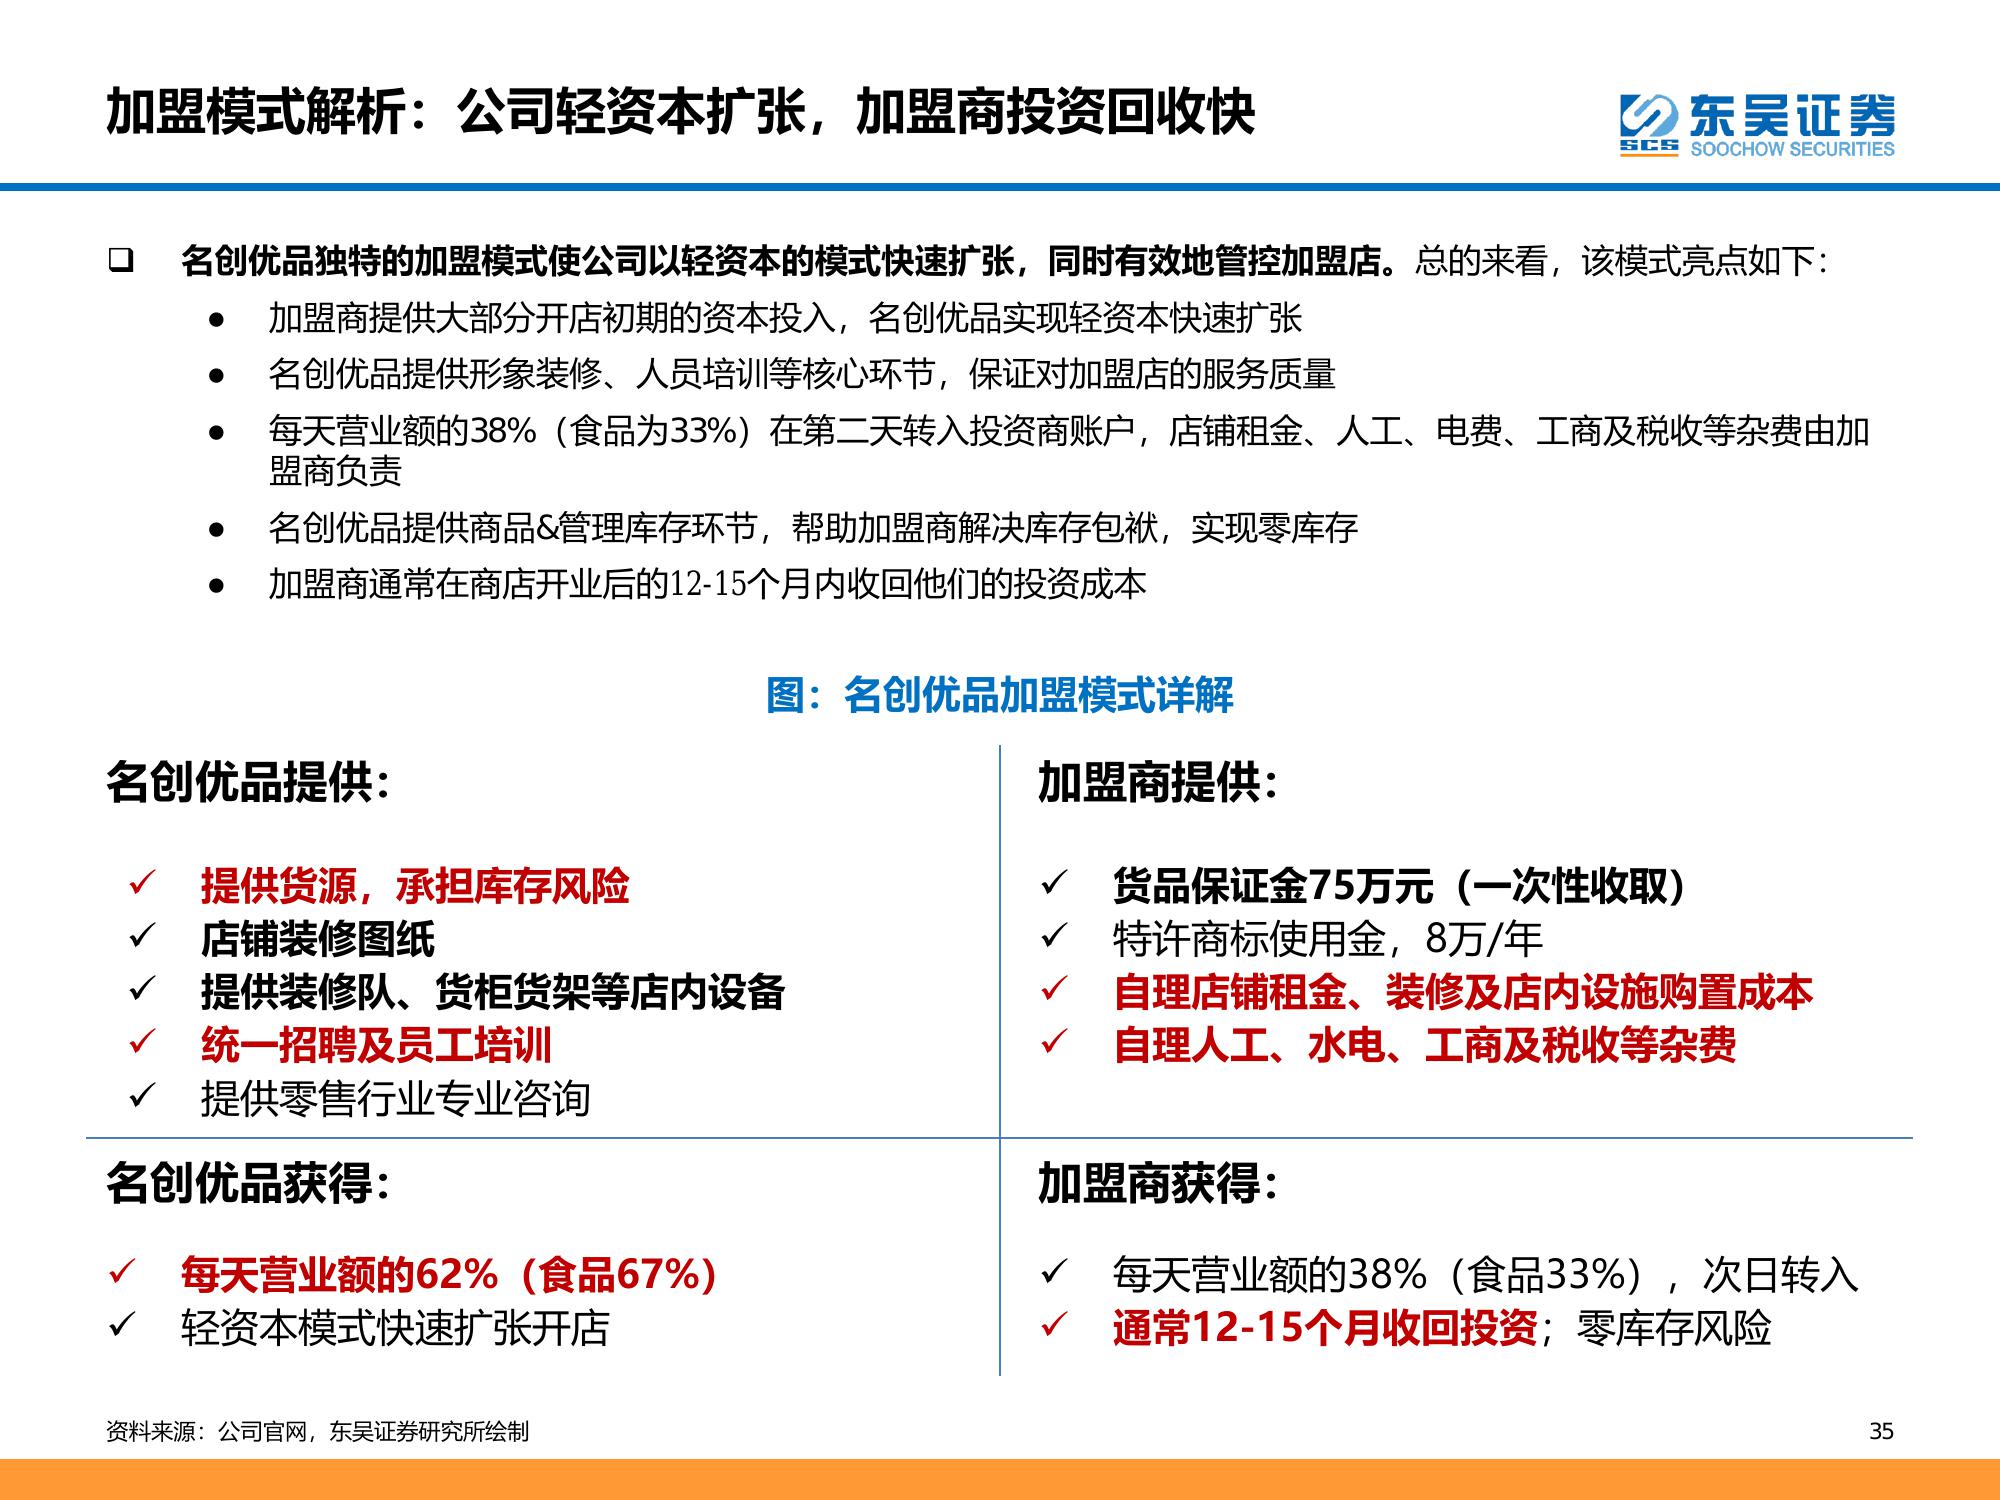 加盟模式解析：公司轻资本扩张，加盟商投资回收快
东吴证券
SCS
SOOCHOW SECURITIES
名创优品独特的加盟模式使公司以轻资本的模式快速扩张，同时有效地管控加盟店。总的来看，该模式亮点如下：
加盟商提供大部分开店初期的资本投入，名创优品实现轻资本快速扩张
名创优品提供形象装修、人员培训等核心环节，保证对加盟店的服务质量
每天营业额的38%（食品为33%）在第二天转入投资商账户，店铺租金、人工、电费、工商及税收等杂费由加
盟商负责
名创优品提供商品&管理库存环节，帮助加盟商解决库存包袱，实现零库存
加盟商通常在商店开业后的12-15个月内收回他们的投资成本
图：名创优品加盟模式详解
名创优品提供：
提供货源，承担库存风险
店铺装修图纸
提供装修队、货柜货架等店内设备
统一招聘及员工培训
提供零售行业专业咨询
加盟商提供：
货品保证金75万元（一次性收取）
特许商标使用金，8万/年
自理店铺租金、装修及店内设施购置成本
自理人工、水电、工商及税收等杂费
名创优品获得：
每天营业额的62%（食品67%）
轻资本模式快速扩张开店
加盟商获得：
每天营业额的38%（食品33%），次日转入
通常12-15个月收回投资；零库存风险
资料来源：公司官网，东吴证券研究所绘制
35